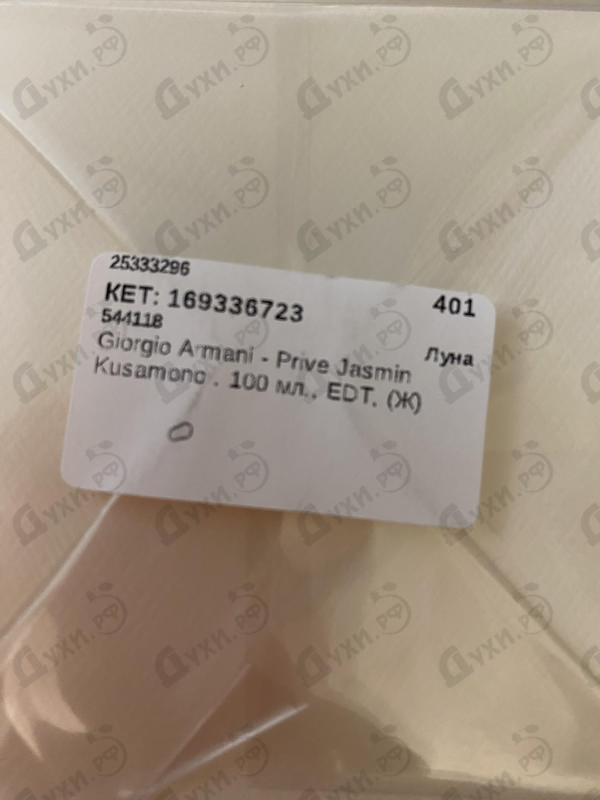 25333296
КЕТ: 169336723 401
544118
Giorgio Armani - Prive Jasmin Луна
Kusamono . 100 мл., EDT. (Ж)
Духи.рф